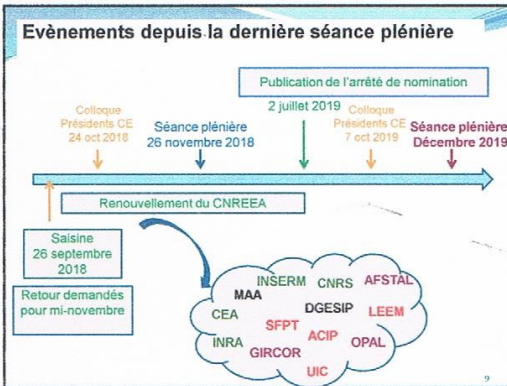 Evènements depuis la dernière séance plénière
Publication de l'arrêté de nomination
2 juillet 2019
Colloque
Présidents CE
24 oct 2018
Séance plénière
26 novembre 2018
Colloque
Présidents CE
7 oct 2019
Séance plénière
Décembre 2019
Renouvellement du CNREEA
Saisine
26 septembre
2018
Retour demandés
pour mi-novembre
INSERM CNRS AFSTAL
MAA
CEA DGESIP LEEM
SFPT ACIP
INRA GIRCOR OPAL
UIC
9